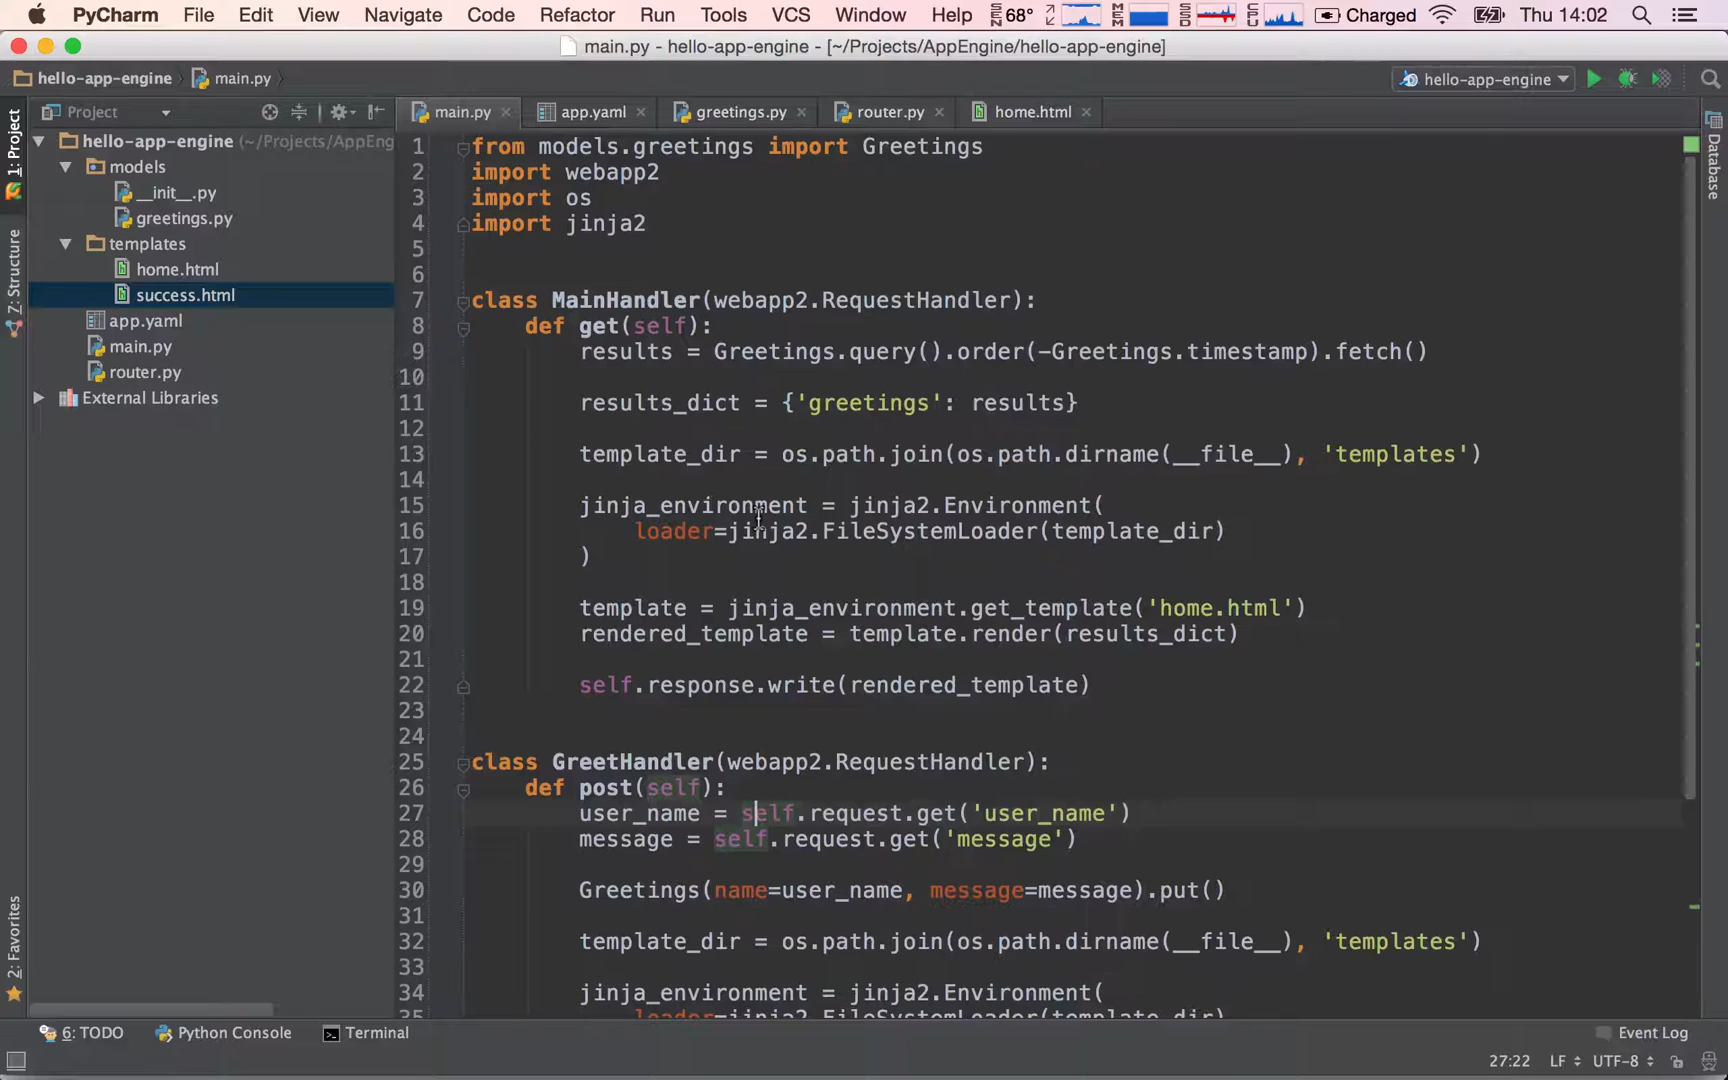 PyCharm File Edit View Navigate Code Refactor Run Tools VCS Window Help SEN 68° MEM SSD CPU Charged Thu 14:02
main.py - hello-app-engine - [~/Projects/AppEngine/hello-app-engine]
hello-app-engine main.py hello-app-engine
Project main.py app.yaml greetings.py router.py home.html
1: Project
Z: Structure
2: Favorites
Database
hello-app-engine (~/Projects/AppEng
models
__init__.py
greetings.py
templates
home.html
success.html
app.yaml
main.py
router.py
External Libraries
1 from models.greetings import Greetings
2 import webapp2
3 import os
4 import jinja2
5
6
7 class MainHandler(webapp2.RequestHandler):
8 def get(self):
9 results = Greetings.query().order(-Greetings.timestamp).fetch()
10
11 results_dict = {'greetings': results}
12
13 template_dir = os.path.join(os.path.dirname(__file__), 'templates')
14
15 jinja_environment = jinja2.Environment(
16 loader=jinja2.FileSystemLoader(template_dir)
17 )
18
19 template = jinja_environment.get_template('home.html')
20 rendered_template = template.render(results_dict)
21
22 self.response.write(rendered_template)
23
24
25 class GreetHandler(webapp2.RequestHandler):
26 def post(self):
27 user_name = self.request.get('user_name')
28 message = self.request.get('message')
29
30 Greetings(name=user_name, message=message).put()
31
32 template_dir = os.path.join(os.path.dirname(__file__), 'templates')
33
34 jinja_environment = jinja2.Environment(
35 loader=jinja2.FileSystemLoader(template_dir)
6: TODO Python Console Terminal Event Log
27:22 LF UTF-8